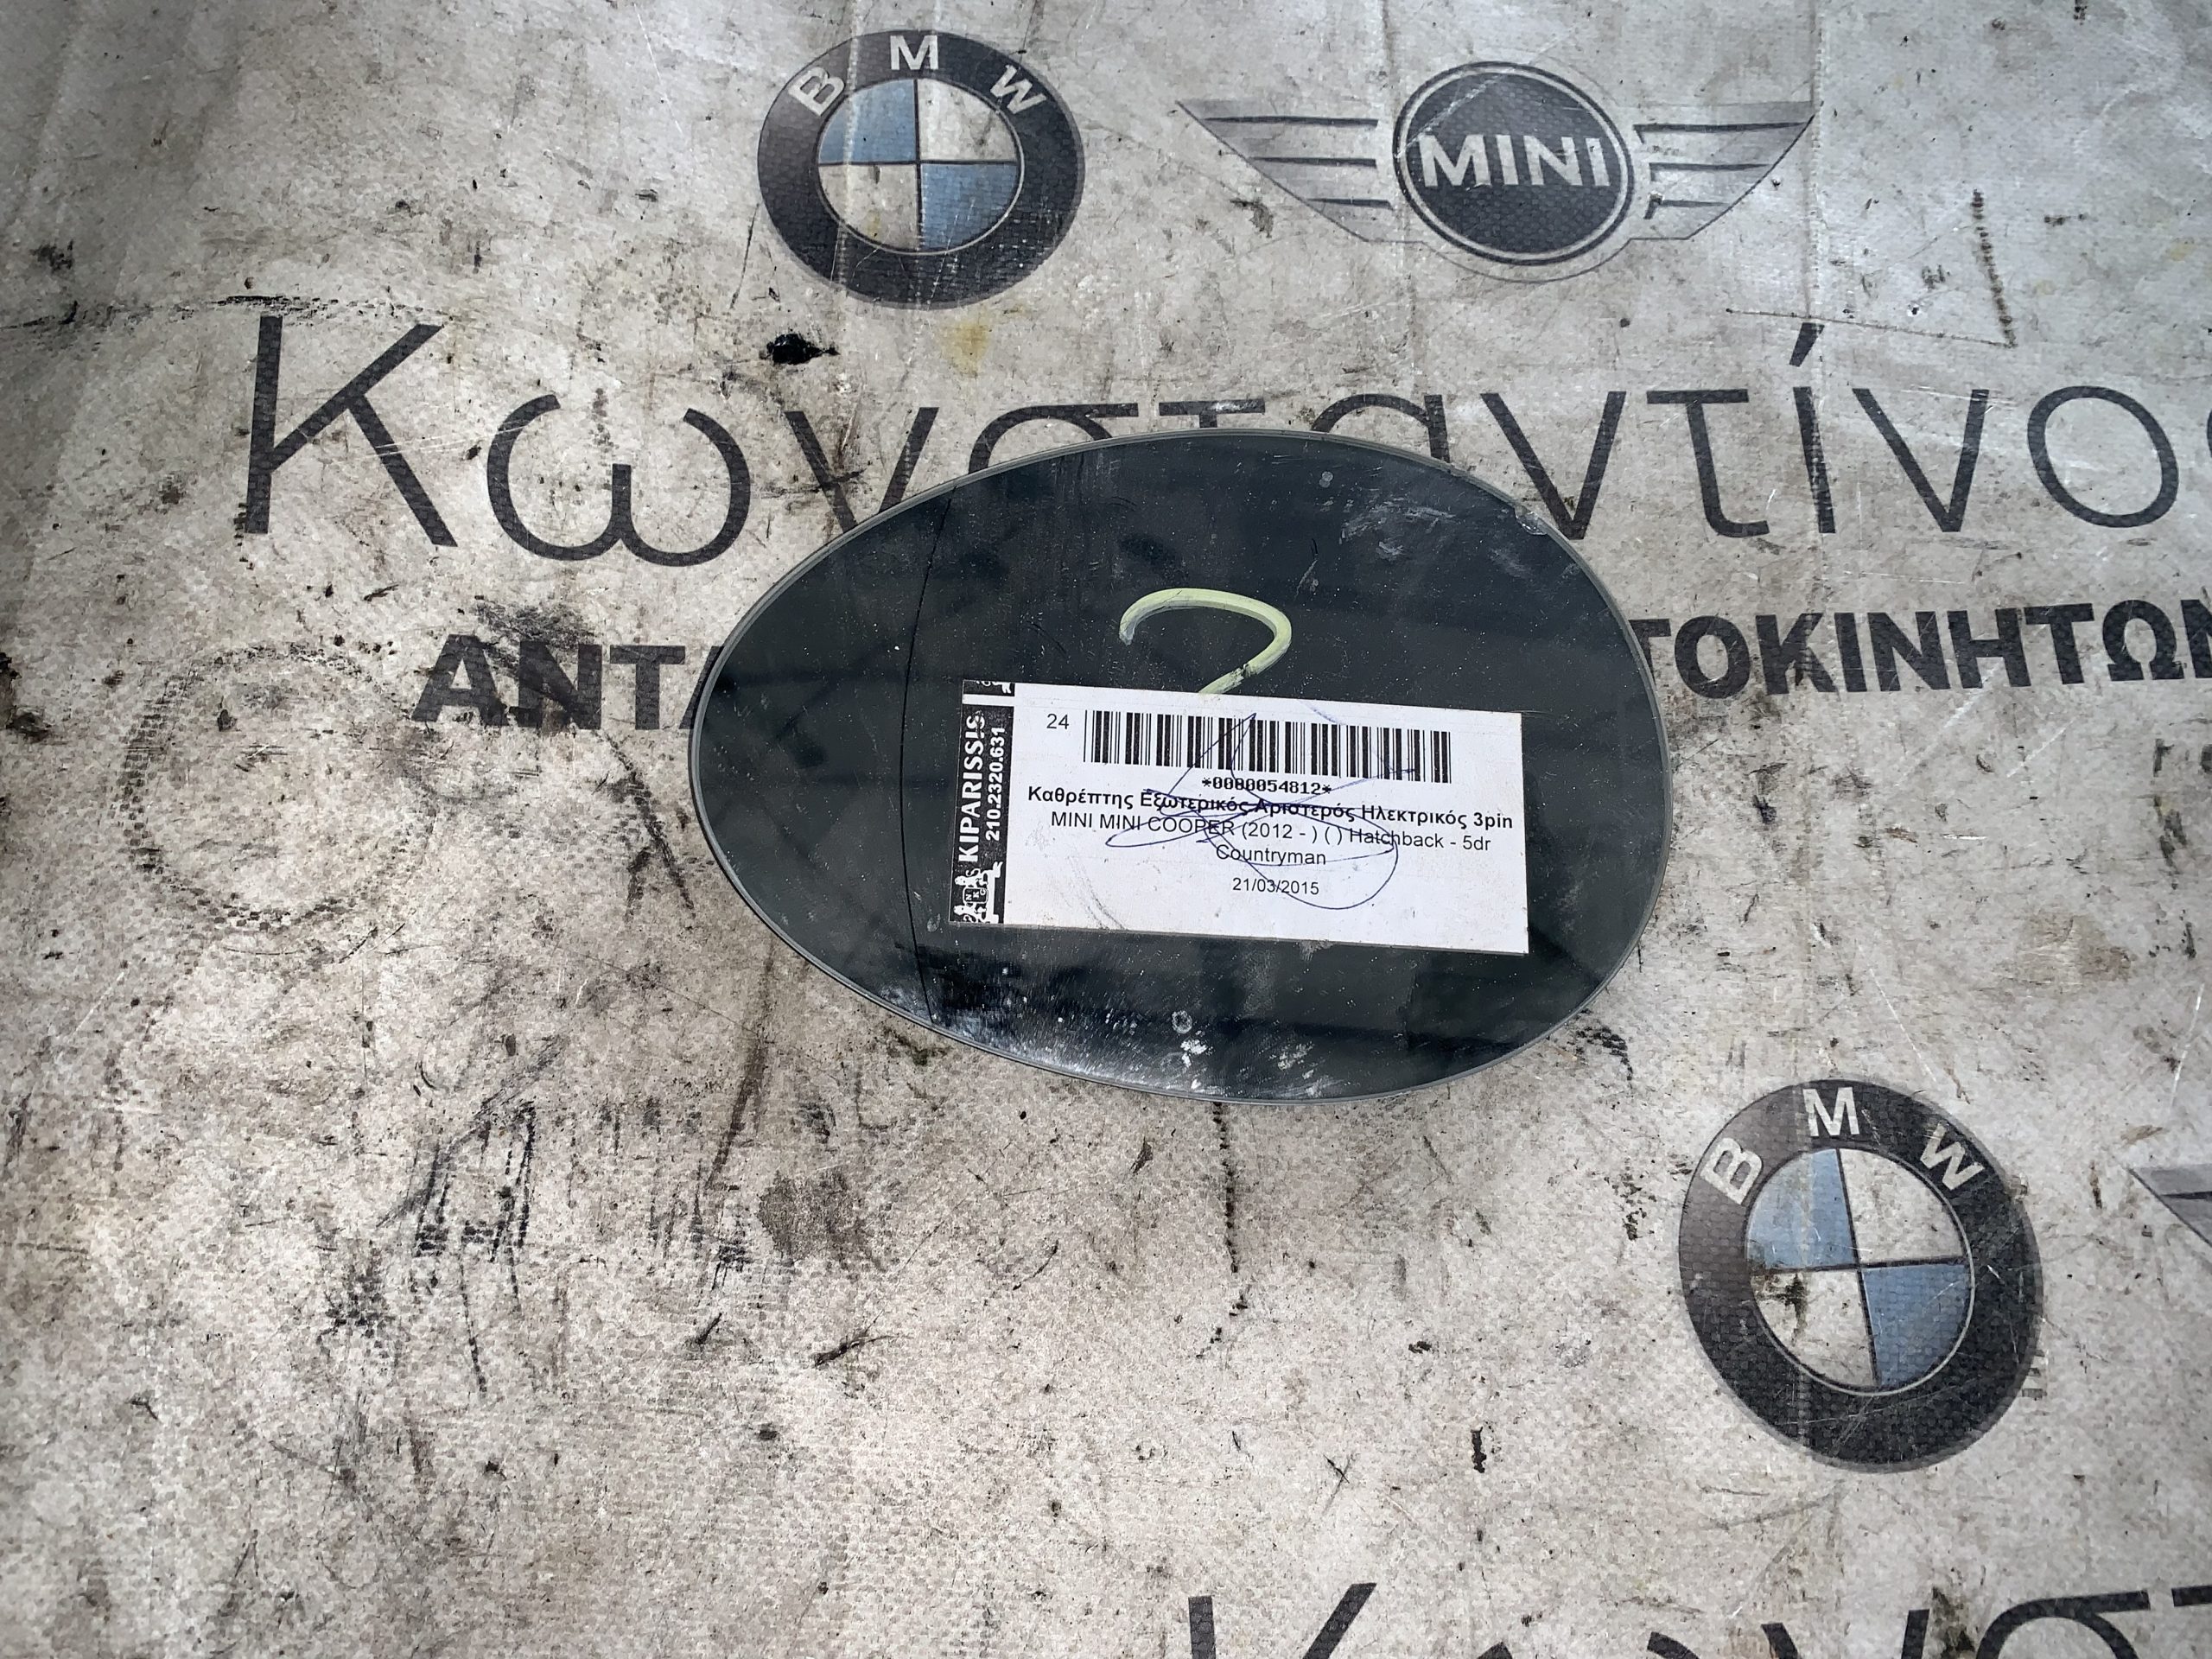 BMW
MINI
Κωνσταντίνο
ΑΝΤ ΤΟΚΙΝΗΤΩΝ
KIPARISSIS
210.2320.631
24
*0000054812*
Καθρέπτης Εξωτερικός Αριστερός Ηλεκτρικός 3pin
MINI MINI COOPER (2012 - ) ( ) Hatchback - 5dr
Countryman
21/03/2015
BMW